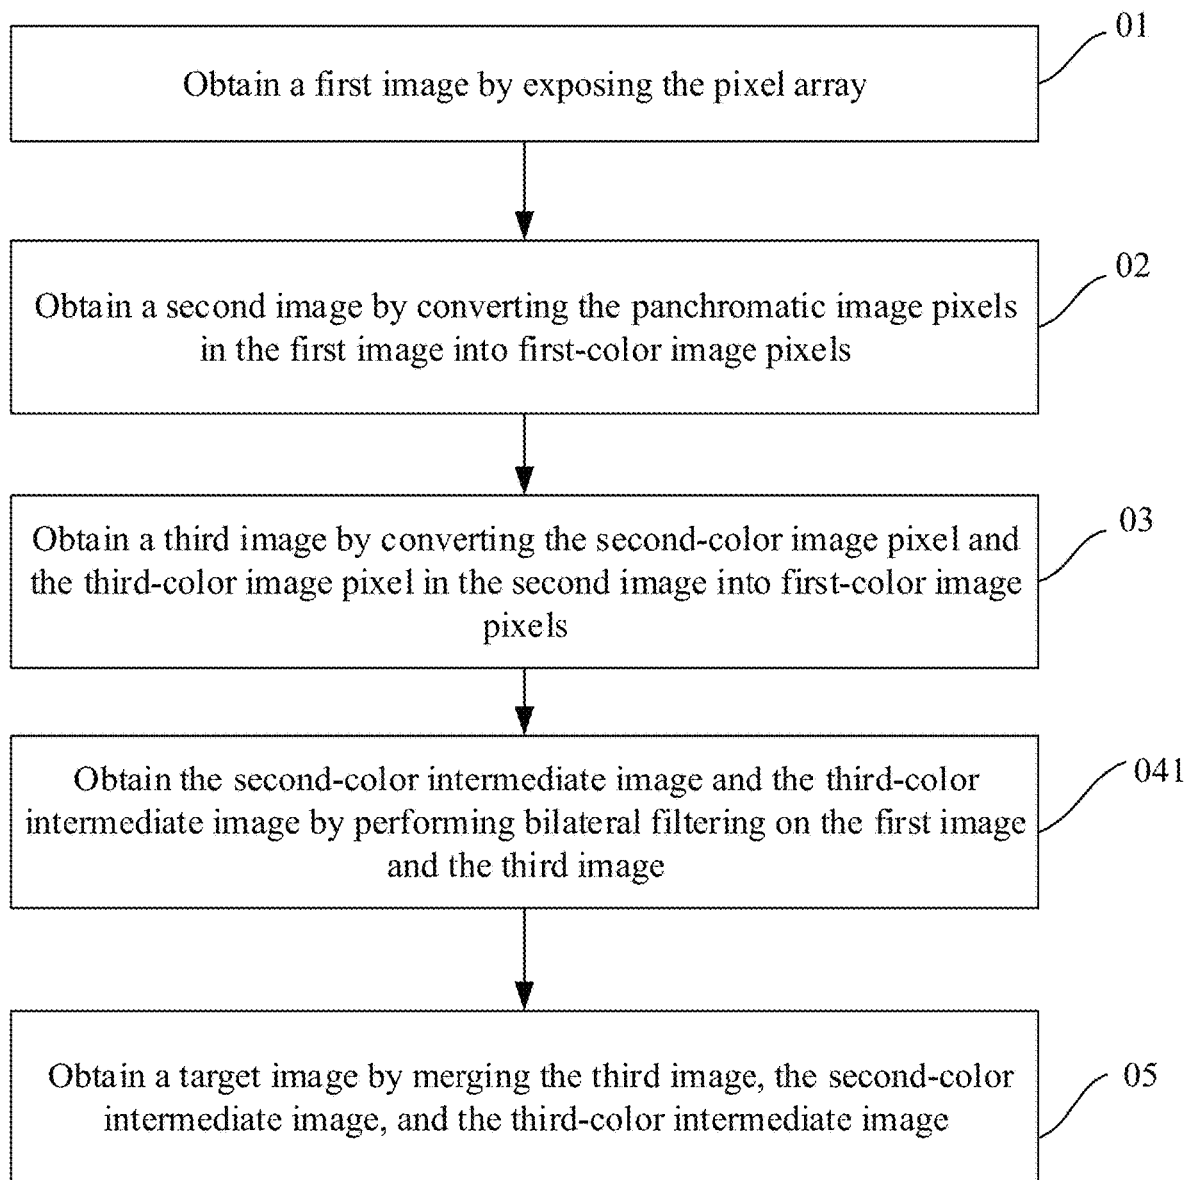 01
Obtain a first image by exposing the pixel array
02
Obtain a second image by converting the panchromatic image pixels
in the first image into first-color image pixels
03
Obtain a third image by converting the second-color image pixel and
the third-color image pixel in the second image into first-color image
pixels
041
Obtain the second-color intermediate image and the third-color
intermediate image by performing bilateral filtering on the first image
and the third image
05
Obtain a target image by merging the third image, the second-color
intermediate image, and the third-color intermediate image